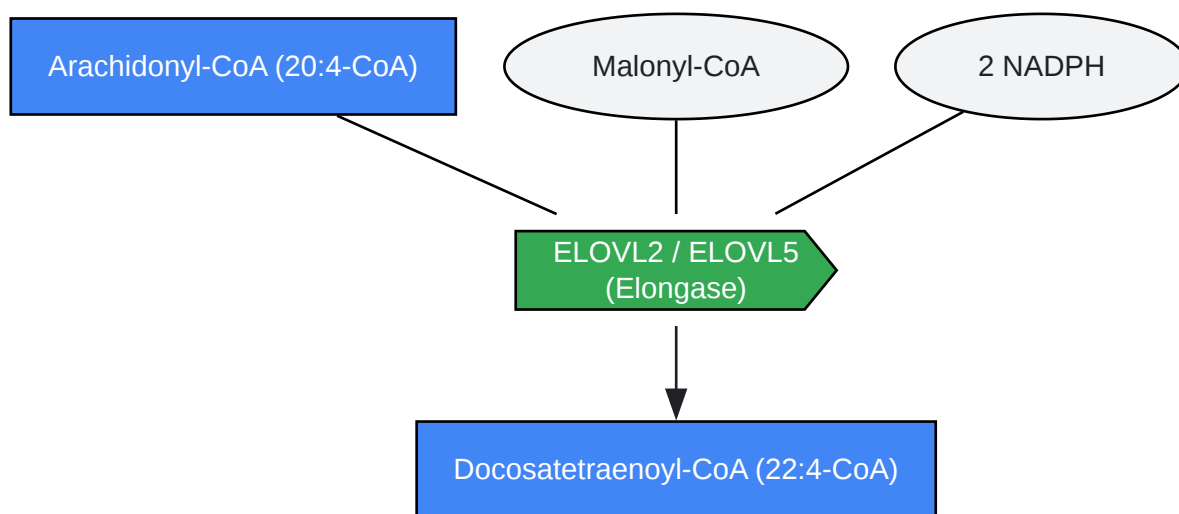 Arachidonyl-CoA (20:4-CoA)
Malonyl-CoA
2 NADPH
ELOVL2 / ELOVL5
(Elongase)
Docosatetraenoyl-CoA (22:4-CoA)